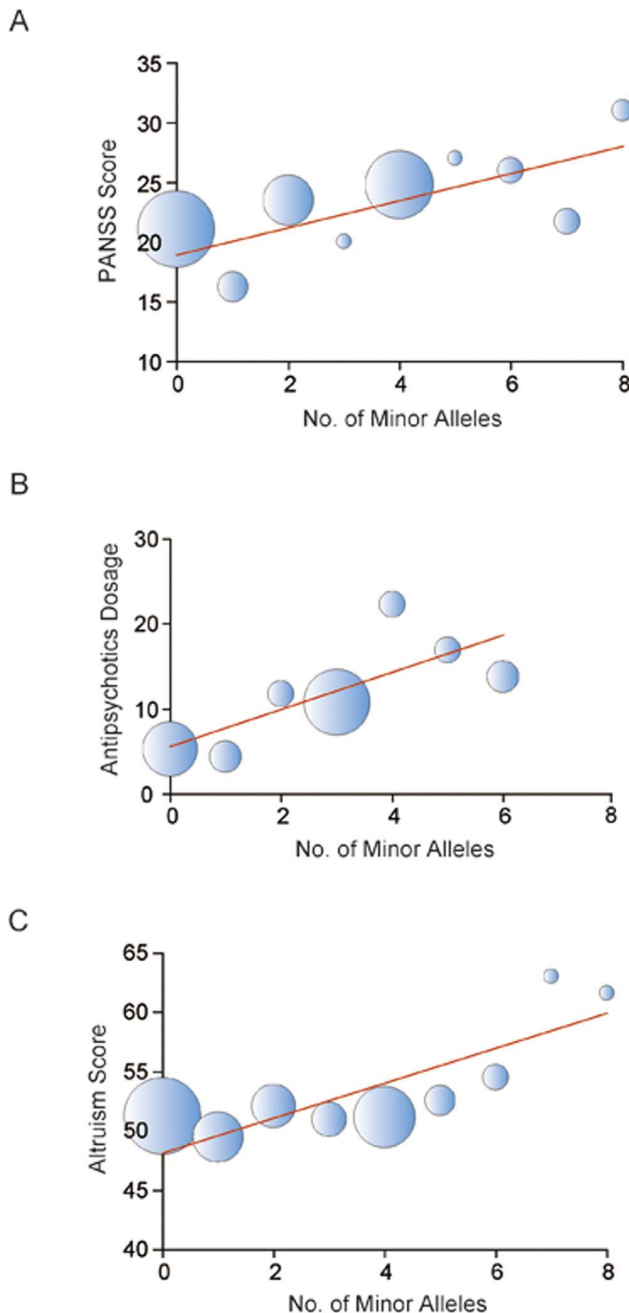 A
35
30
25
20
15
10
PANSS Score
0 2 4 6 8
No. of Minor Alleles
B
30
20
10
0
Antipsychotics Dosage
0 2 4 6 8
No. of Minor Alleles
C
65
60
55
50
45
40
Altruism Score
0 2 4 6 8
No. of Minor Alleles